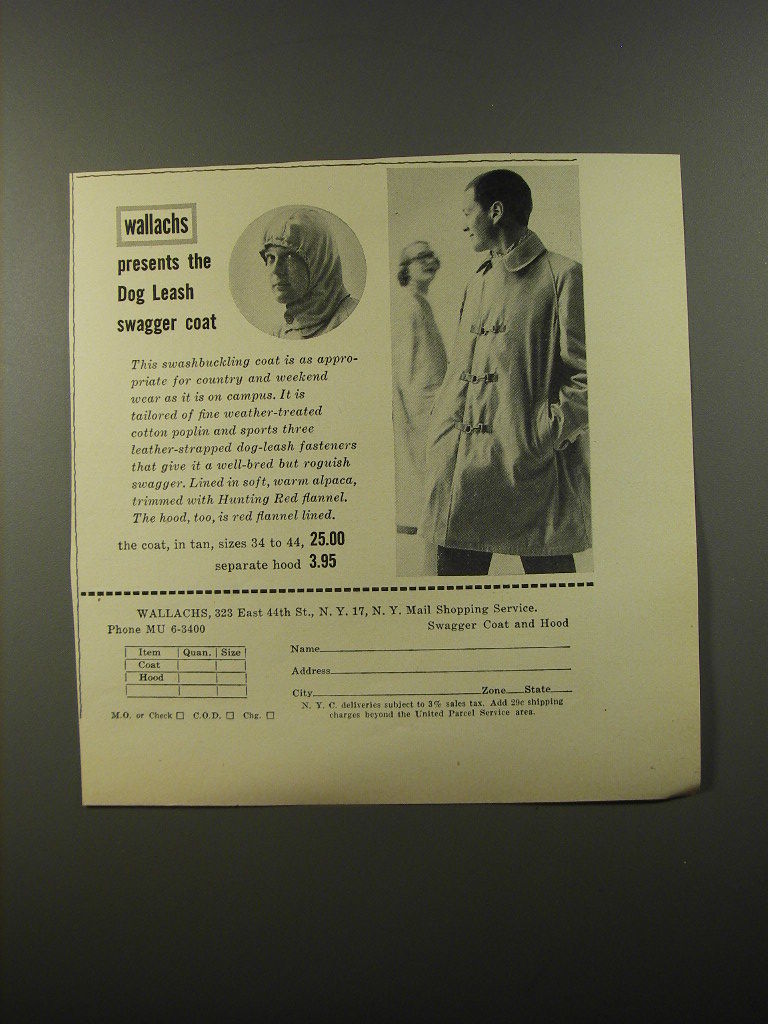 wallachs
presents the
Dog Leash
swagger coat
This swashbuckling coat is as appro-
priate for country and weekend
wear as it is on campus. It is
tailored of fine weather-treated
cotton poplin and sports three
leather-strapped dog-leash fasteners
that give it a well-bred but roguish
swagger. Lined in soft, warm alpaca,
trimmed with Hunting Red flannel.
The hood, too, is red flannel lined.
the coat, in tan, sizes 34 to 44, 25.00
separate hood 3.95
WALLACHS, 323 East 44th St., N. Y. 17, N. Y. Mail Shopping Service.
Phone MU 6-3400 Swagger Coat and Hood
Item Quan. Size
Coat
Hood
Name
Address
City Zone State
M.O. or Check C.O.D. Chg.
N. Y. C. deliveries subject to 3% sales tax. Add 29c shipping
charges beyond the United Parcel Service area.